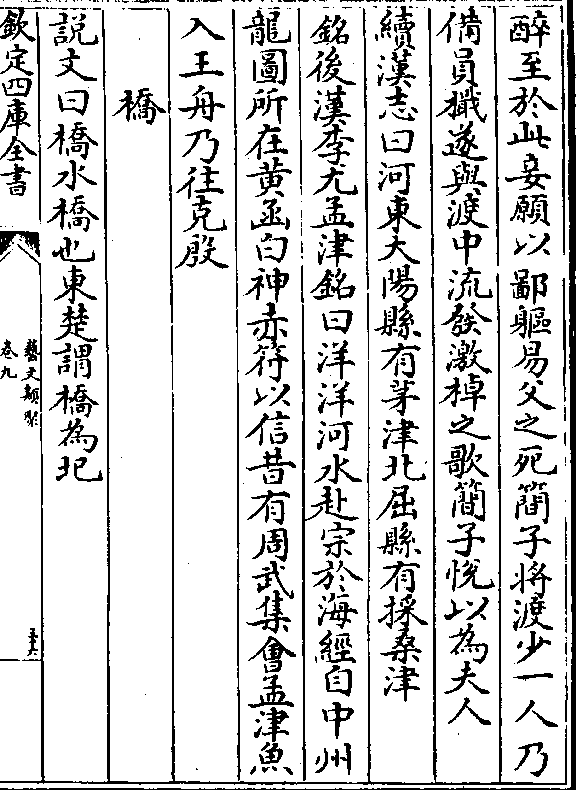 醉至於此妾願以鄙軀易父之死簡子將渡少一人乃
備員檝遂與渡中流發激棹之歌簡子悅以為夫人
續漢志曰河東大陽縣有茅津北屈縣有採桑津
銘後漢李尤孟津銘曰洋洋河水赴宗於海經自中州
龍圖所在黃函白神赤符以信昔有周武集會孟津魚
入王舟乃往克殷
橋
説文曰橋水橋也東楚謂橋為圯
欽定四庫全書
藝文類聚
卷九